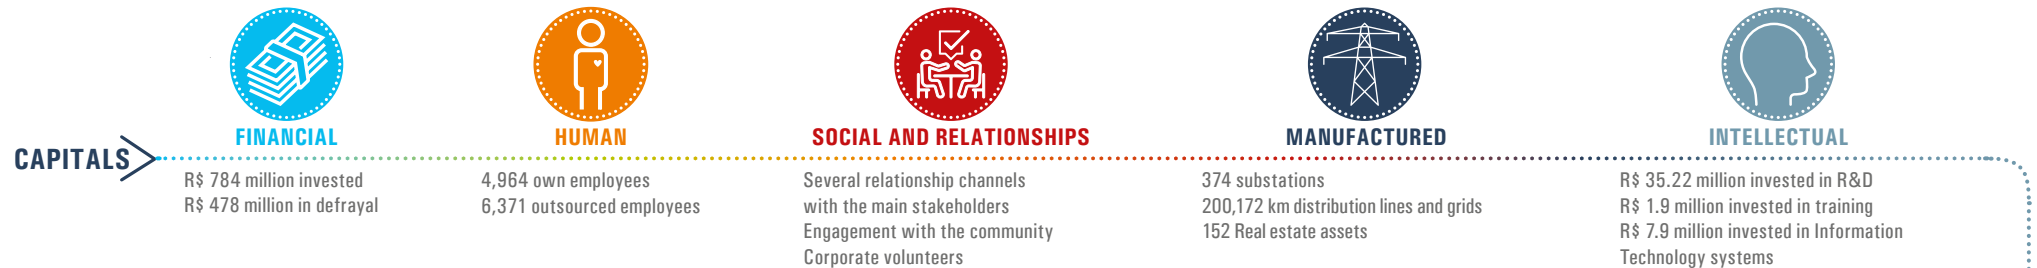 CAPITALS
FINANCIAL
R$ 784 million invested
R$ 478 million in defrayal
HUMAN
4,964 own employees
6,371 outsourced employees
SOCIAL AND RELATIONSHIPS
Several relationship channels
with the main stakeholders
Engagement with the community
Corporate volunteers
MANUFACTURED
374 substations
200,172 km distribution lines and grids
152 Real estate assets
INTELLECTUAL
R$ 35.22 million invested in R&D
R$ 1.9 million invested in training
R$ 7.9 million invested in Information
Technology systems